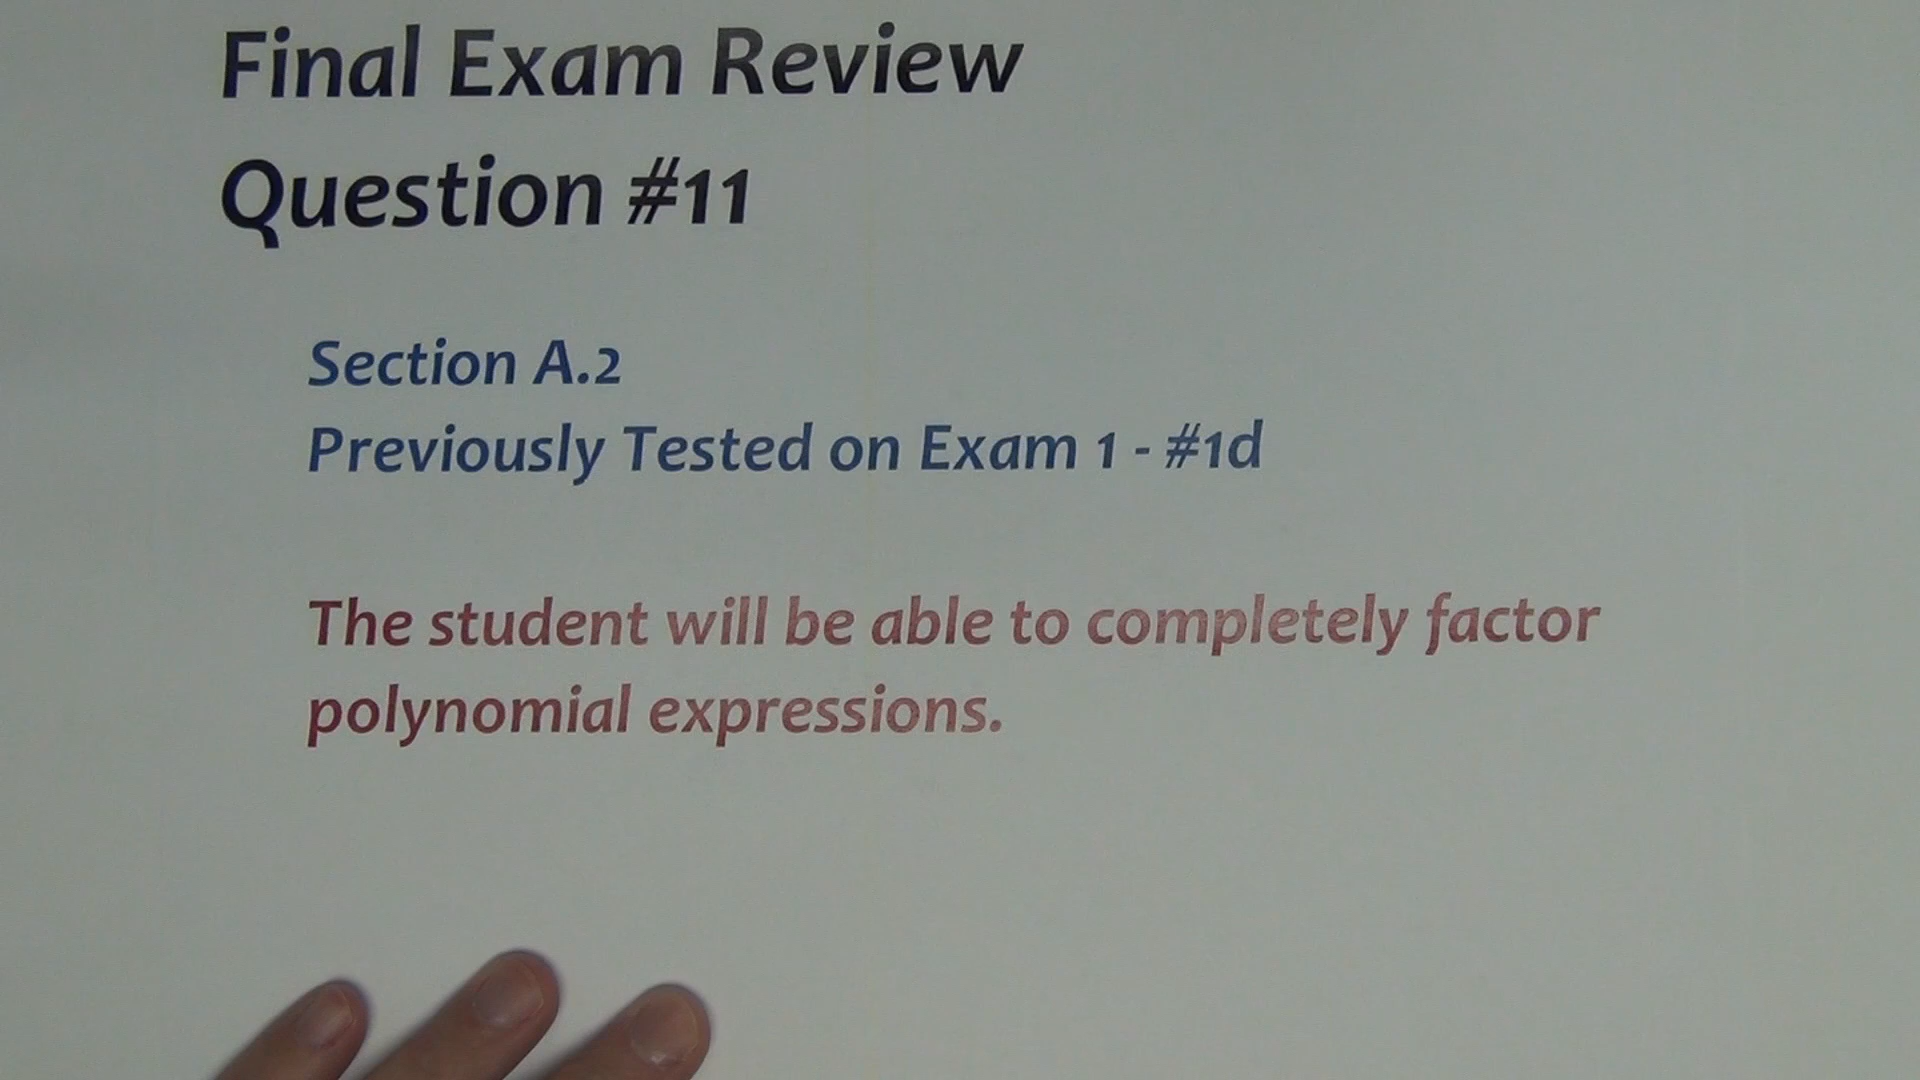 Final Exam Review
Question #11
Section A.2
Previously Tested on Exam 1 - #1d
The student will be able to completely factor
polynomial expressions.